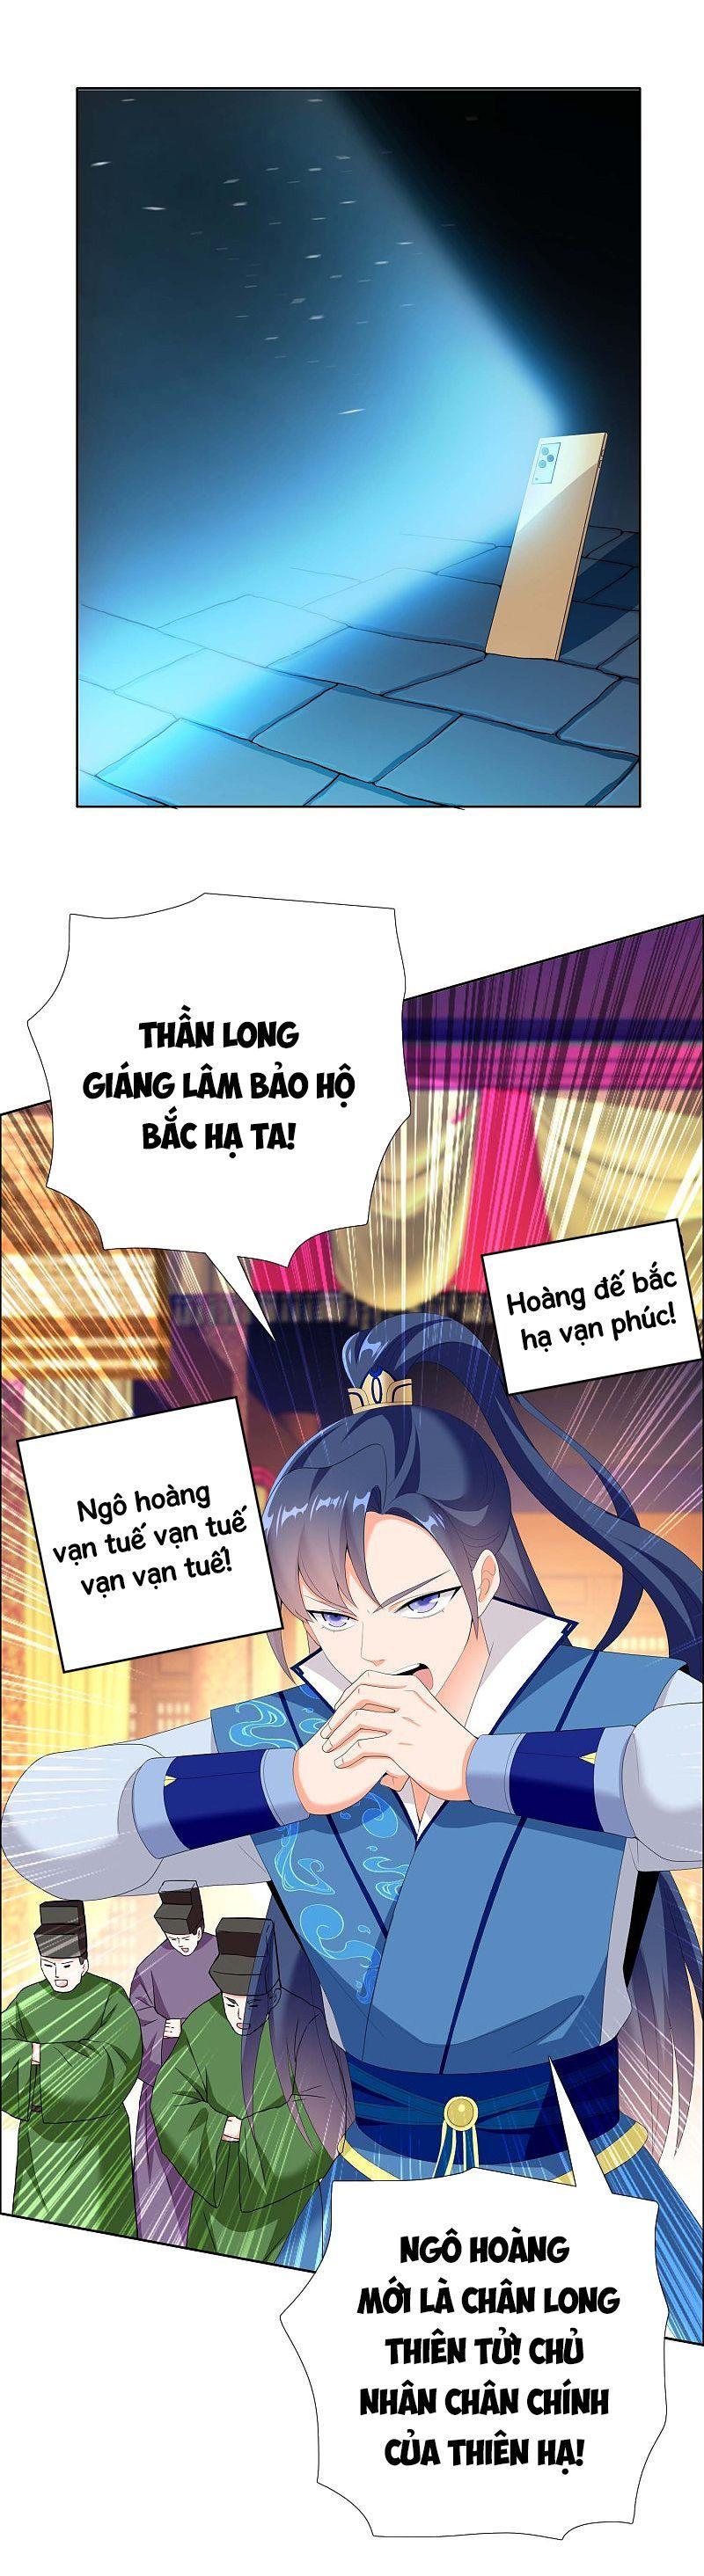 THẦN LONG
GIÁNG LÂM BẢO HỘ
BẮC HẠ TA!
Hoàng đế bắc
hạ vạn phúc!
Ngô hoàng
vạn tuế vạn tuế
vạn vạn tuế!
NGÔ HOÀNG
MỚI LÀ CHÂN LONG
THIÊN TỬ! CHỦ
NHÂN CHÂN CHÍNH
CỦA THIÊN HẠ!